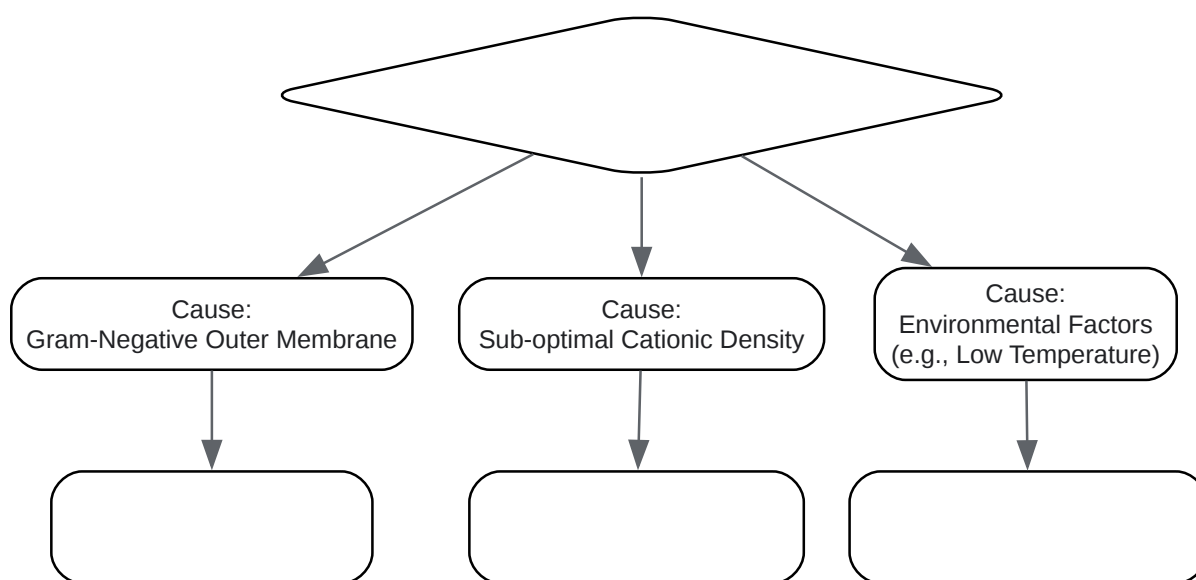 Cause:
Gram-Negative Outer Membrane
Cause:
Sub-optimal Cationic Density
Cause:
Environmental Factors
(e.g., Low Temperature)